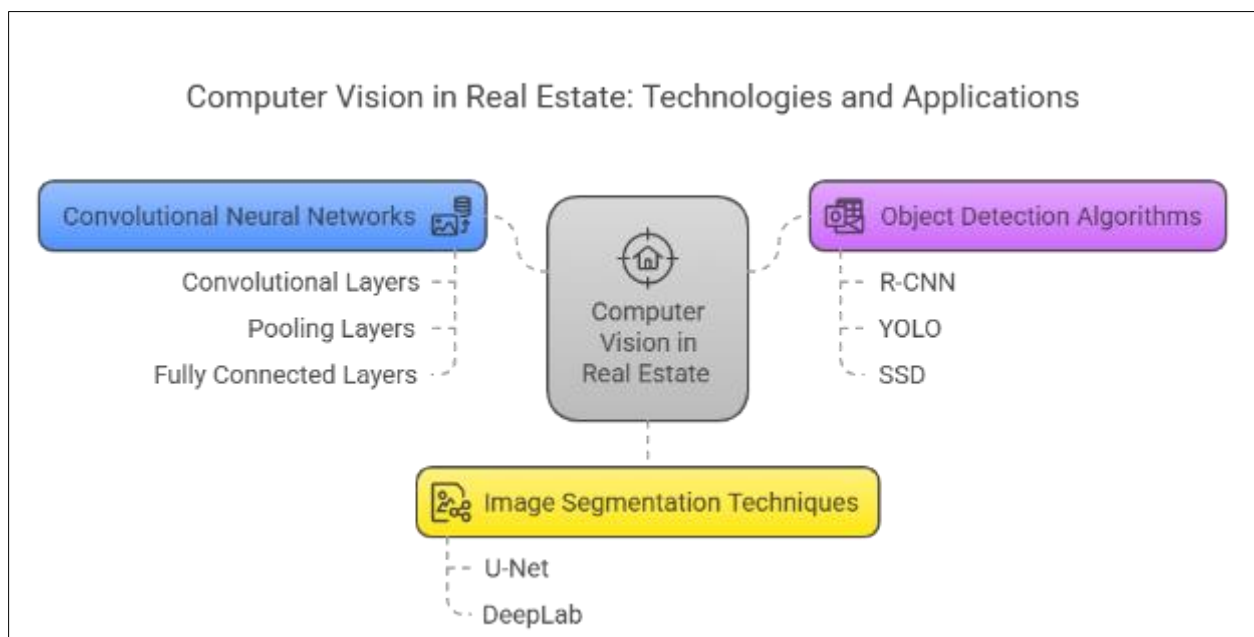 Computer Vision in Real Estate: Technologies and Applications
Convolutional Neural Networks
Convolutional Layers
Pooling Layers
Fully Connected Layers
Computer
Vision in
Real Estate
Object Detection Algorithms
R-CNN
YOLO
SSD
Image Segmentation Techniques
U-Net
DeepLab